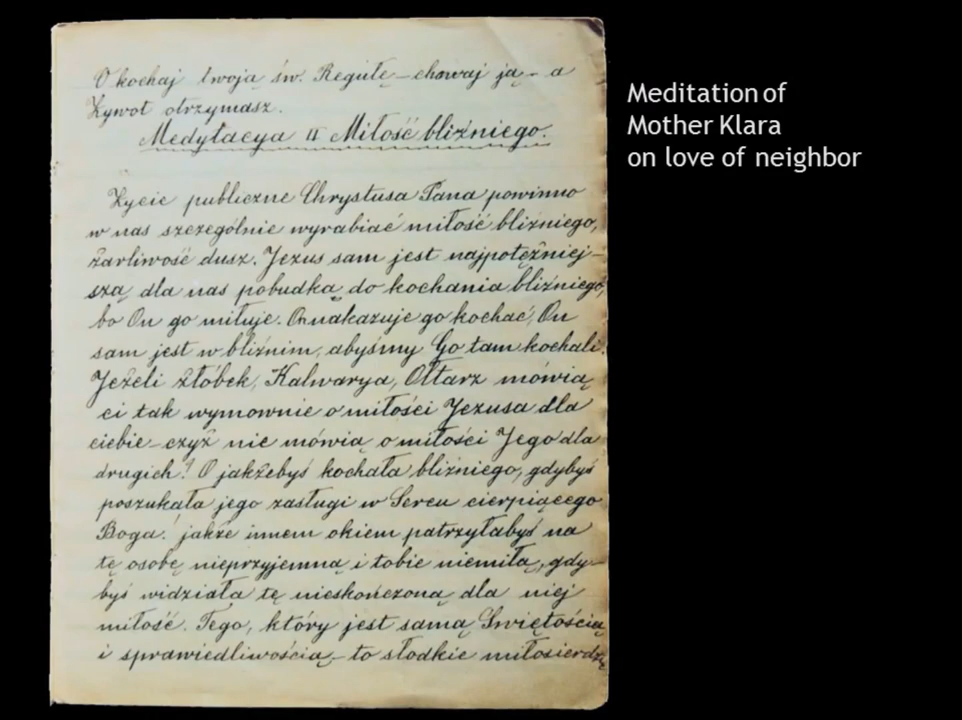 O kochaj twoją św. Regułę – chowaj ją – a
Żywot otrzymasz.
Medytacya II Miłość bliźniego.
Życie publiczne Chrystusa Pana powinno
w nas szczególnie wyrabiać miłość bliźniego,
żarliwość dusz. Jezus sam jest najpotężniej-
szą dla nas pobudką do kochania bliźniego,
bo On go miłuje. On nakazuje go kochać, On
sam jest w bliźnim, abyśmy Go tam kochali.
Jeżeli żłóbek, Kalwarya, Ołtarz mówią
ci tak wymownie o miłości Jezusa dla
ciebie – czyż nie mówią o miłości Jego dla
drugich? O jakżebyś kochała bliźniego, gdybyś
poszukała jego zasługi w Sercu cierpiącego
Boga! jakże innem okiem patrzyłabyś na
tę osobę nieprzyjemną i tobie niemiłą, gdy-
byś widziała tę nieskończoną dla niej
miłość. Tego, który jest samą Świętością
i sprawiedliwością – to słodkie miłosierdzie
Meditation of
Mother Klara
on love of neighbor